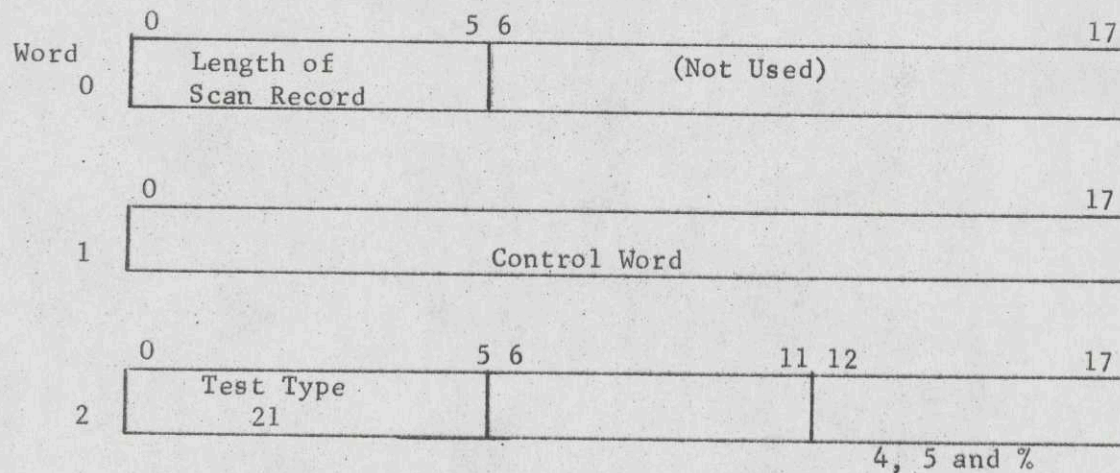 0 5 6 17
Word
Length of (Not Used)
0
Scan Record
0 17
1 Control Word
0 5 6 11 12 17
Test Type
2 21
4, 5 and %